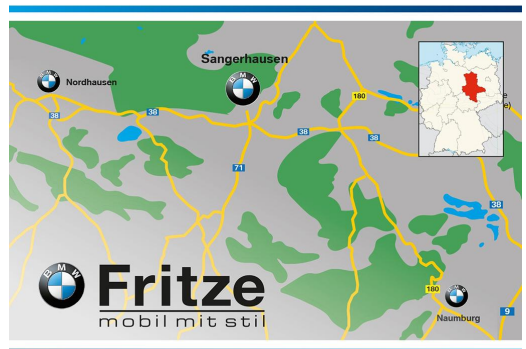 Sangerhausen
BMW
BMW
Nordhausen
180
e
e)
38
38
38
38
71
38
BMW
Fritze
mobil mit stil
180
BMW
Naumburg
9